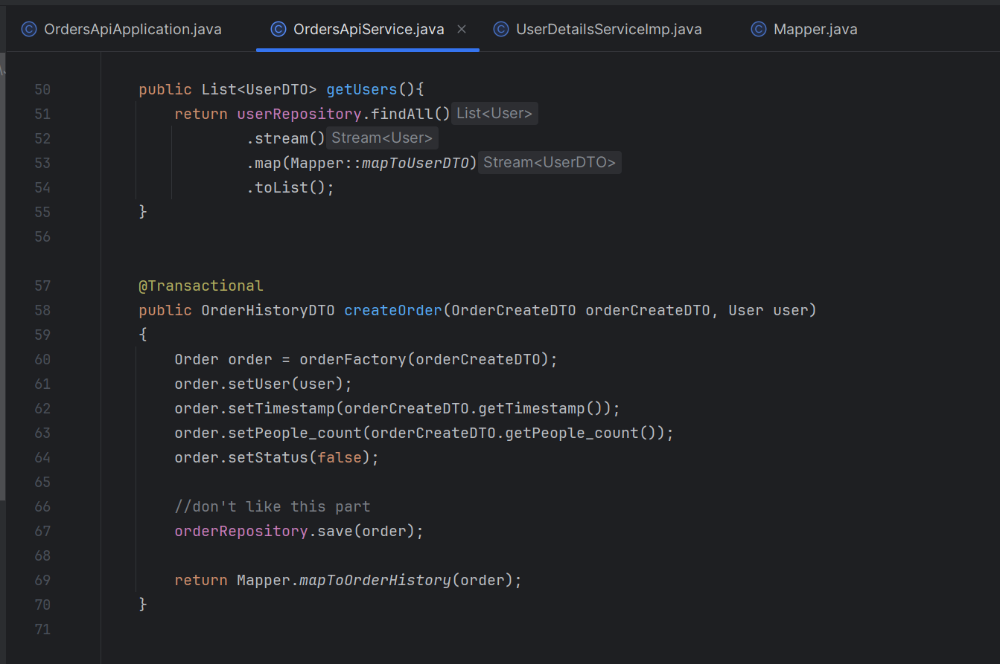 OrdersApiApplication.java OrdersApiService.java UserDetailsServiceImp.java Mapper.java
50 public List<UserDTO> getUsers(){
51 return userRepository.findAll() List<User>
52 .stream() Stream<User>
53 .map(Mapper::mapToUserDTO) Stream<UserDTO>
54 .toList();
55 }
56
57 @Transactional
58 public OrderHistoryDTO createOrder(OrderCreateDTO orderCreateDTO, User user)
59 {
60 Order order = orderFactory(orderCreateDTO);
61 order.setUser(user);
62 order.setTimestamp(orderCreateDTO.getTimestamp());
63 order.setPeople_count(orderCreateDTO.getPeople_count());
64 order.setStatus(false);
65
66 //don't like this part
67 orderRepository.save(order);
68
69 return Mapper.mapToOrderHistory(order);
70 }
71